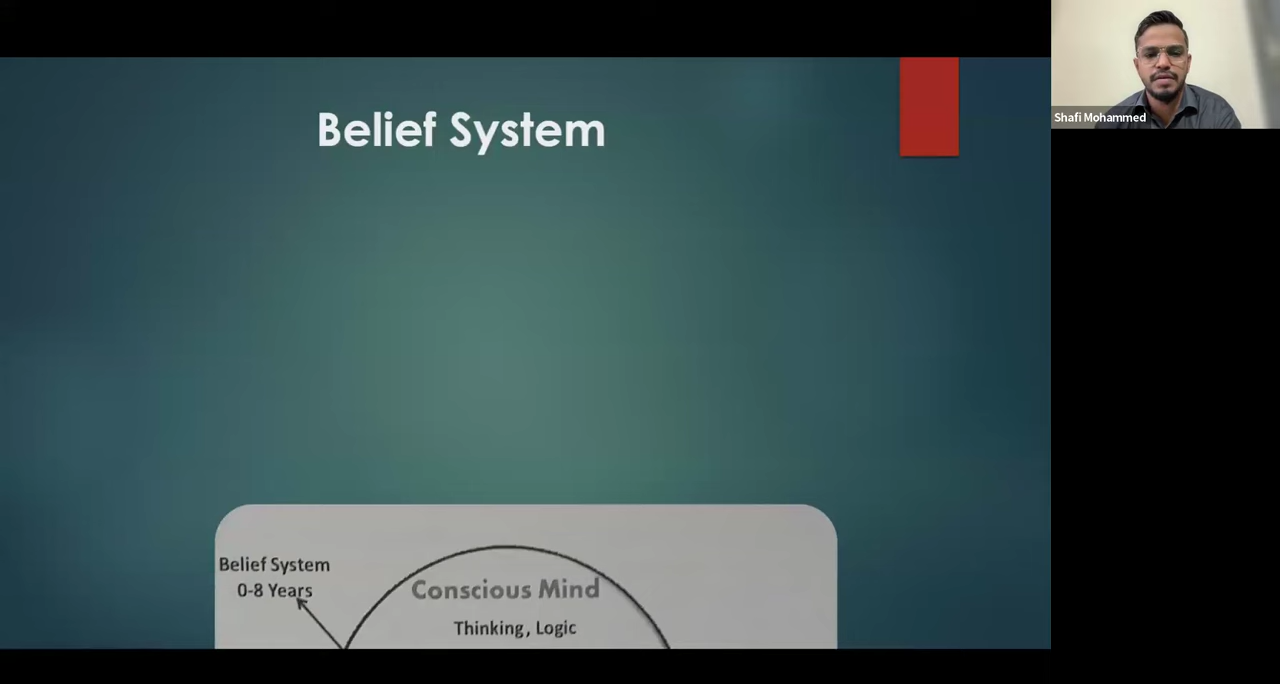 Belief System
Shafi Mohammed
Belief System
0-8 Years
Conscious Mind
Thinking, Logic